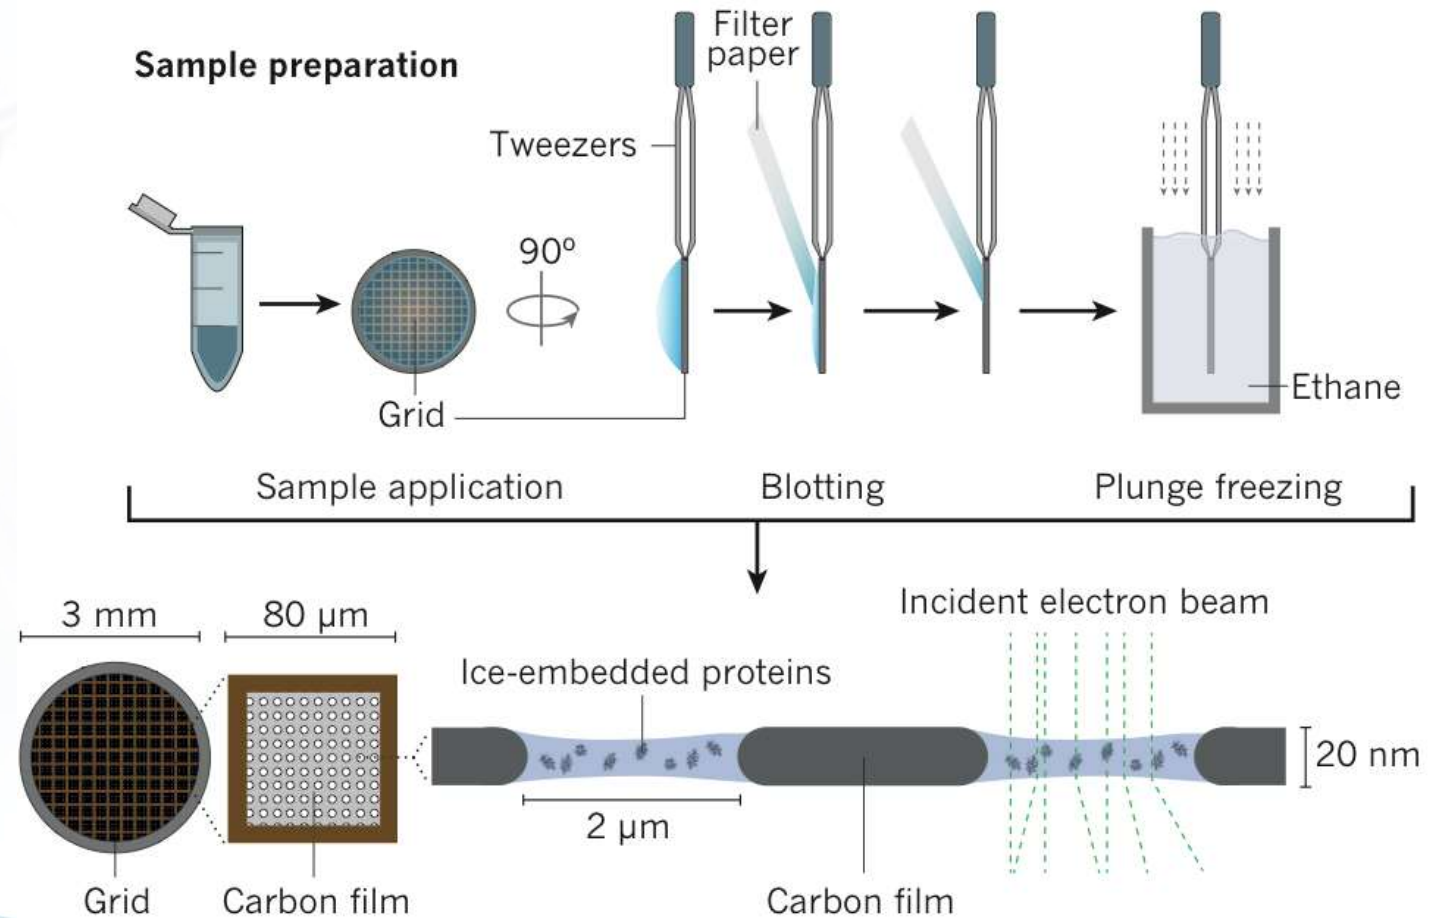 Sample preparation
Filter
paper
Tweezers
90º
Grid
Ethane
Sample application
Blotting
Plunge freezing
3 mm
80 µm
Incident electron beam
Ice-embedded proteins
20 nm
2 µm
Grid
Carbon film
Carbon film